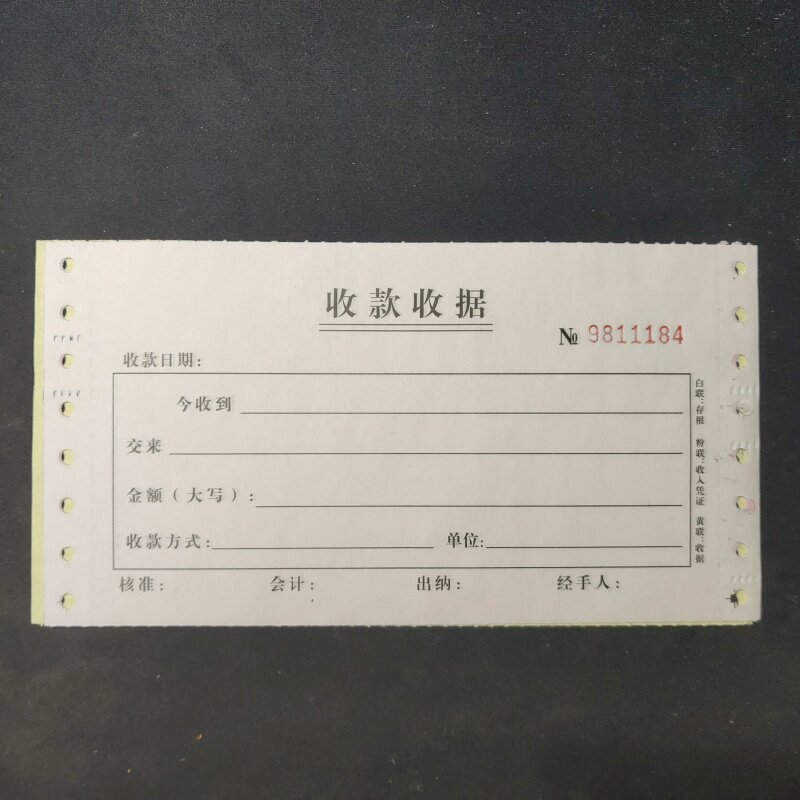 收款收据
№ 9811184
收款日期:
今收到
交来
金额(大写):
收款方式: 单位:
核准: 会计: 出纳: 经手人:
白联:存根 粉联:收入凭证 黄联:收据